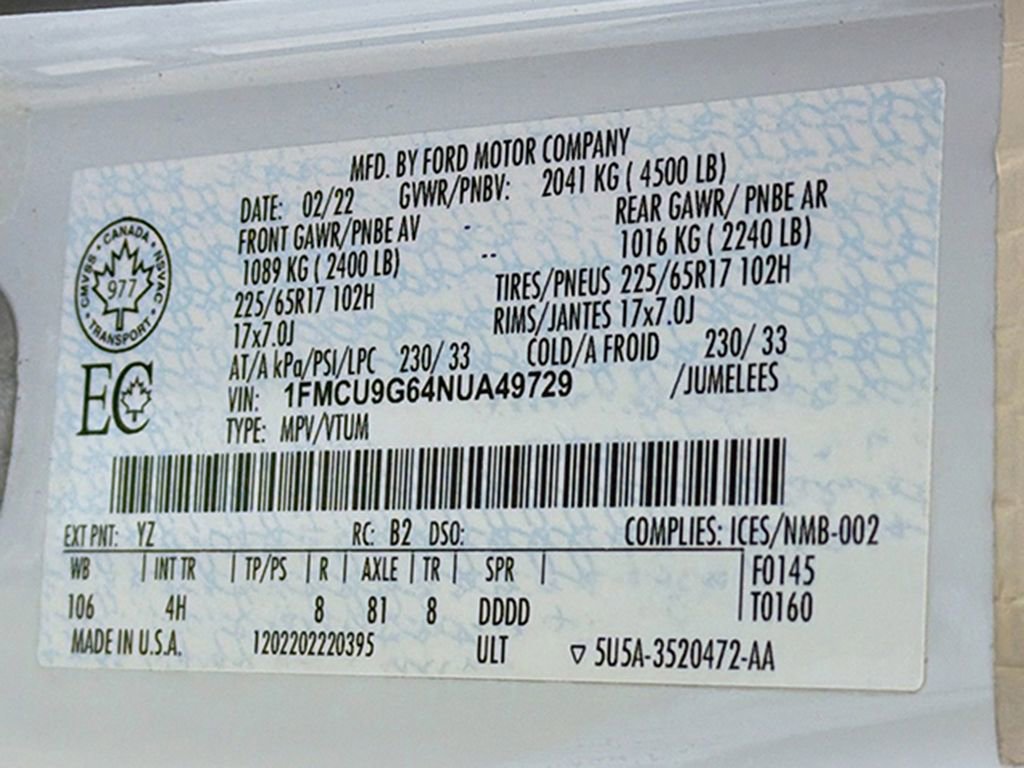 MFD. BY FORD MOTOR COMPANY
DATE: 02/22 GVWR/PNBV: 2041 KG ( 4500 LB)
FRONT GAWR/PNBE AV REAR GAWR/ PNBE AR
1089 KG ( 2400 LB) 1016 KG ( 2240 LB)
225/65R17 102H TIRES/PNEUS 225/65R17 102H
17x7.0J RIMS/JANTES 17x7.0J
AT/A kPa/PSI/LPC 230/ 33 COLD/A FROID 230/ 33
VIN: 1FMCU9G64NUA49729 /JUMELEES
TYPE: MPV/VTUM
CANADA
CMVSS NSVAC
977
TRANSPORT
EC
EXT PNT: YZ RC: B2 DSO: COMPLIES: ICES/NMB-002
WB | INT TR | TP/PS | R | AXLE | TR | SPR | F0145
106 4H 8 81 8 DDDD T0160
MADE IN U.S.A. 1202202220395 ULT ▽ 5U5A-3520472-AA